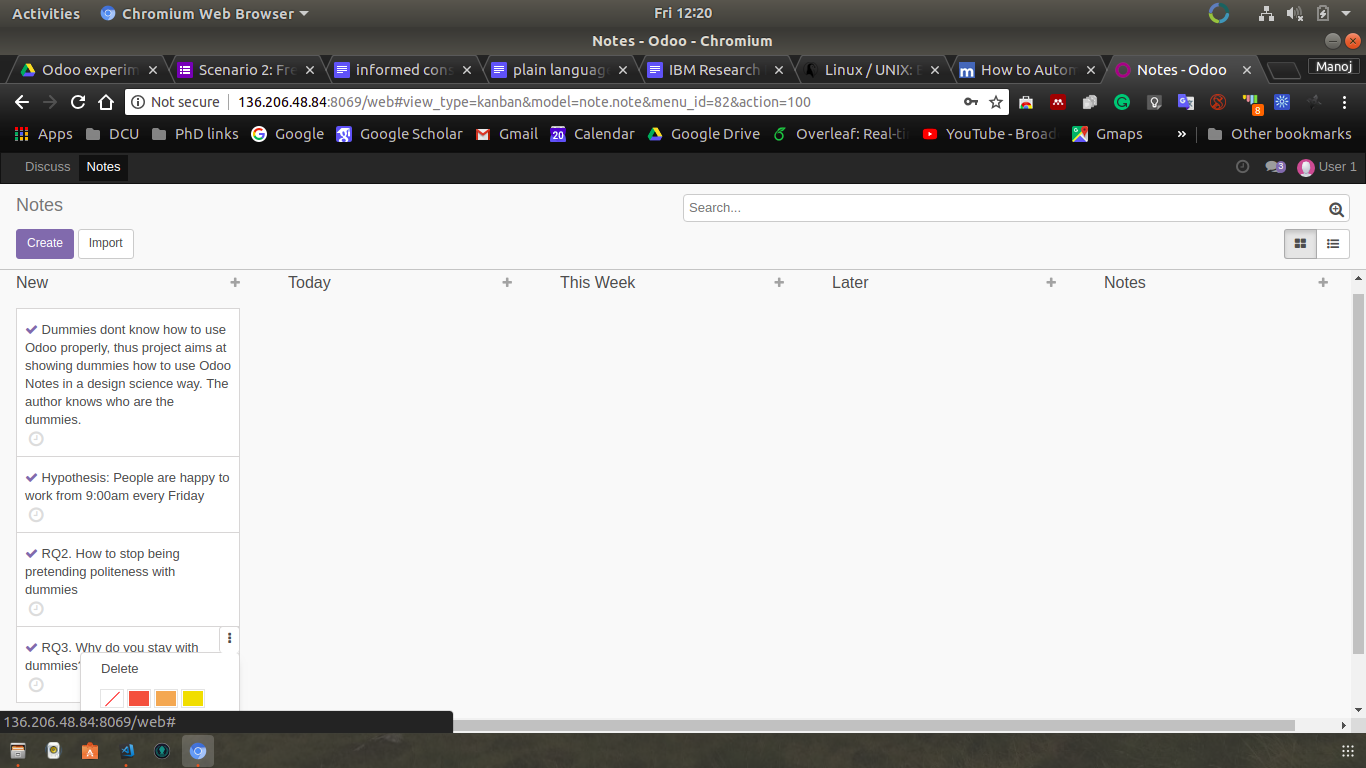 Activities Chromium Web Browser Fri 12:20
Notes - Odoo - Chromium
Odoo experim Scenario 2: Fre informed cons plain language IBM Research Linux / UNIX: How to Autom Notes - Odoo Manoj
Not secure 136.206.48.84:8069/web#view_type=kanban&model=note.note&menu_id=82&action=100 8
Apps DCU PhD links Google Google Scholar Gmail 20 Calendar Google Drive Overleaf: Real-ti YouTube - Broad Gmaps » Other bookmarks
Discuss Notes 3 User 1
Notes Search...
Create Import
New Today This Week Later Notes
Dummies dont know how to use
Odoo properly, thus project aims at
showing dummies how to use Odoo
Notes in a design science way. The
author knows who are the
dummies.
Hypothesis: People are happy to
work from 9:00am every Friday
RQ2. How to stop being
pretending politeness with
dummies
RQ3. Why do you stay with
dummies?
Delete
136.206.48.84:8069/web#